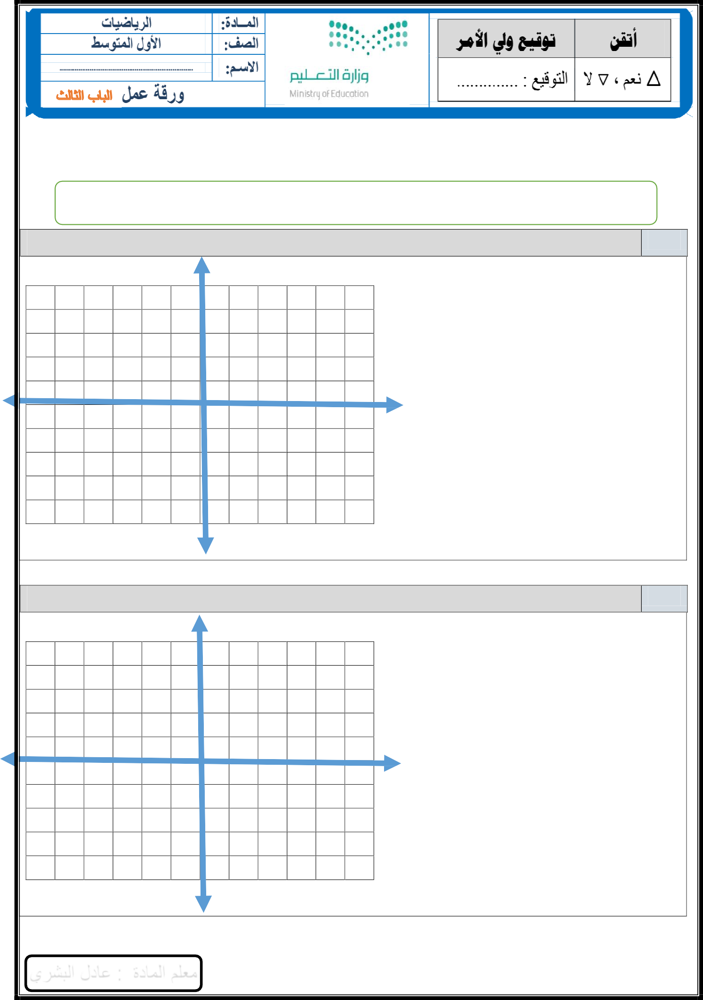 أتقن
توقيع ولي الأمر
Δ نعم ، ∇ لا
التوقيع : ..............
وزارة التعليم
Ministry of Education
المـادة: الرياضيات
الصف: الأول المتوسط
الاسم: ......................................................................
ورقة عمل الباب الثالث
معلم المادة : عادل البشري